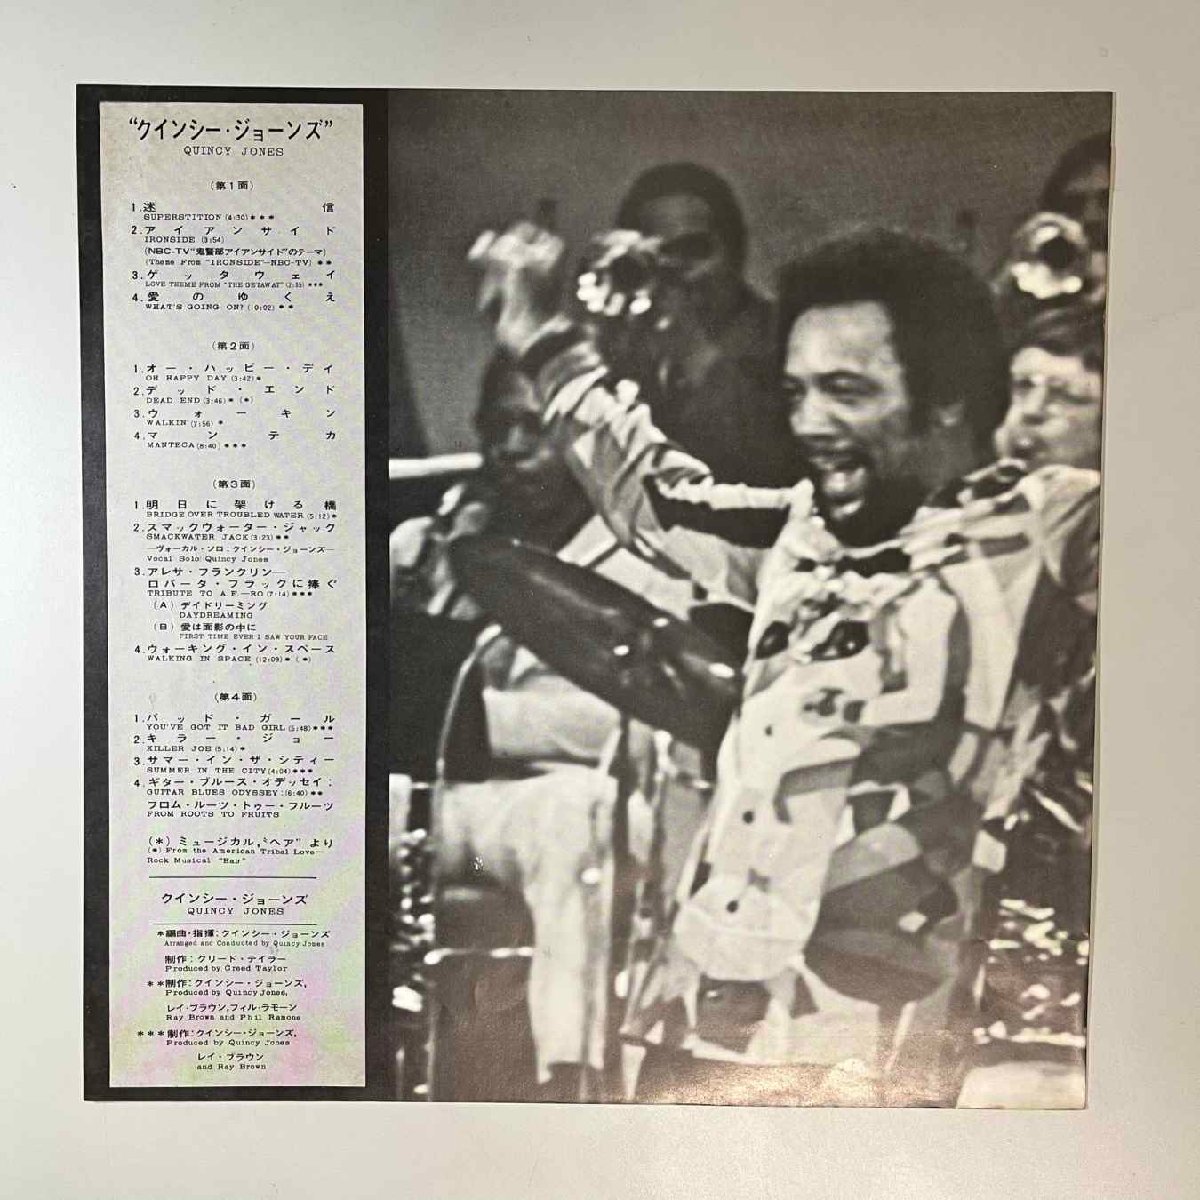 “クインシー・ジョーンズ”
QUINCY JONES
(第1面)
1.迷信
SUPERSTITION (4:30)***
2.アイアンサイド
IRONSIDE (3:54)
(NBC-TV“鬼警部アイアンサイド”のテーマ)
(Theme From "IRONSIDE"—NBC-TV) **
3.ゲッタウェイ
LOVE THEME FROM "THE GETAWAY" ***
4.愛のゆくえ
WHAT'S GOING ON? **
(第2面)
1.オー・ハッピー・デイ
OH HAPPY DAY (3:42)*
2.デッド・エンド
DEAD END (3:46)* (*)
3.ウォーキン
WALKIN (7:56) *
4.マンテカ
MANTECA (8:40) ***
(第3面)
1 明日に架ける橋
BRIDGE OVER TROUBLED WATER (5:12)*
2.スマックウォーター・ジャック
SMACKWATER JACK (3:23)**
—ヴォーカル・ソロ:クインシー・ジョーンズ—
Vocal Solo: Quincy Jones
3.アレサ・フランクリン—
ロバータ・フラックに捧ぐ
TRIBUTE TO A.F.—RO (7:14)***
(A) デイドリーミング
DAYDREAMING
(B) 愛は面影の中に
FIRST TIME EVER I SAW YOUR FACE
4.ウォーキング・イン・スペース
WALKING IN SPACE (12:09)* (*)
(第4面)
1.バッド・ガール
YOU'VE GOT IT BAD GIRL (5:48)***
2.キラー・ジョー
KILLER JOE (5:14)*
3.サマー・イン・ザ・シティー
SUMMER IN THE CITY (4:04)***
4.ギター・ブルース・オデッセイ:
GUITAR BLUES ODYSSEY: (6:40)**
フロム・ルーツ・トゥー・フルーツ
FROM ROOTS TO FRUITS
(*) ミュージカル,“ヘア” より
(*) From the American Tribal Love—
Rock Musical
クインシー・ジョーンズ
QUINCY JONES
*編曲・指揮:クインシー・ジョーンズ
Arranged and Conducted by Quincy Jones
制作:クリード・テイラー
Produced by Creed Taylor
**制作:クインシー・ジョーンズ,
Produced by Quincy Jones,
レイ・ブラウン,フィル・ラモーン
Ray Brown and Phil Ramone
***制作:クインシー・ジョーンズ,
Produced by Quincy Jones
レイ・ブラウン
and Ray Brown